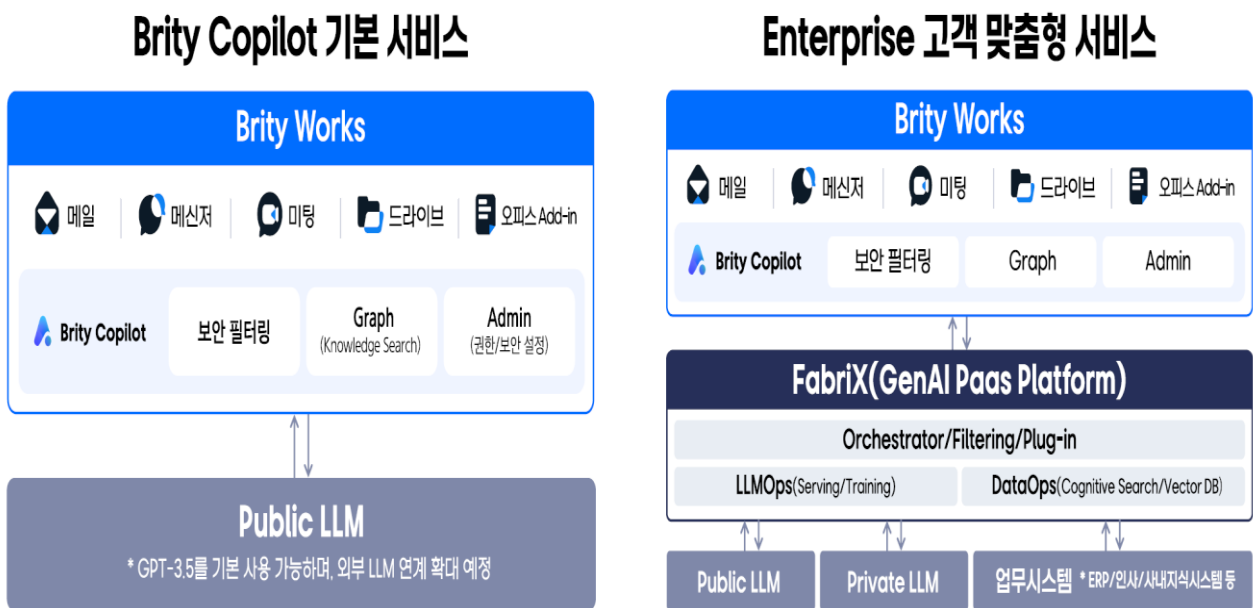 Brity Copilot 기본 서비스
Brity Works
메일
메신저
미팅
드라이브
오피스 Add-in
Brity Copilot
보안 필터링
Graph
(Knowledge Search)
Admin
(권한/보안 설정)
Public LLM
* GPT-3.5를 기본 사용 가능하며, 외부 LLM 연계 확대 예정
Enterprise 고객 맞춤형 서비스
Brity Works
메일
메신저
미팅
드라이브
오피스 Add-in
Brity Copilot
보안 필터링
Graph
Admin
FabriX(GenAI Paas Platform)
Orchestrator/Filtering/Plug-in
LLMOps(Serving/Training)
DataOps(Cognitive Search/Vector DB)
Public LLM
Private LLM
업무시스템 * ERP/인사/사내지식시스템 등